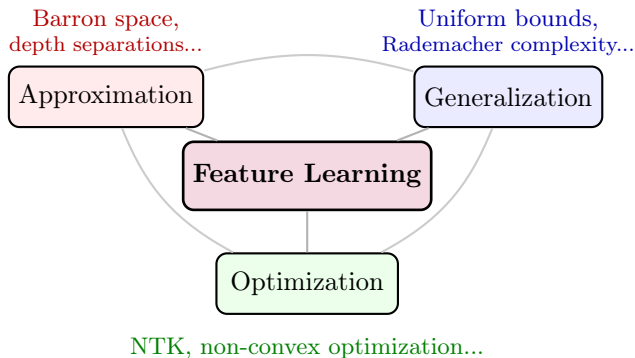 Barron space,
depth separations...
Uniform bounds,
Rademacher complexity...
Approximation
Generalization
Feature Learning
Optimization
NTK, non-convex optimization...